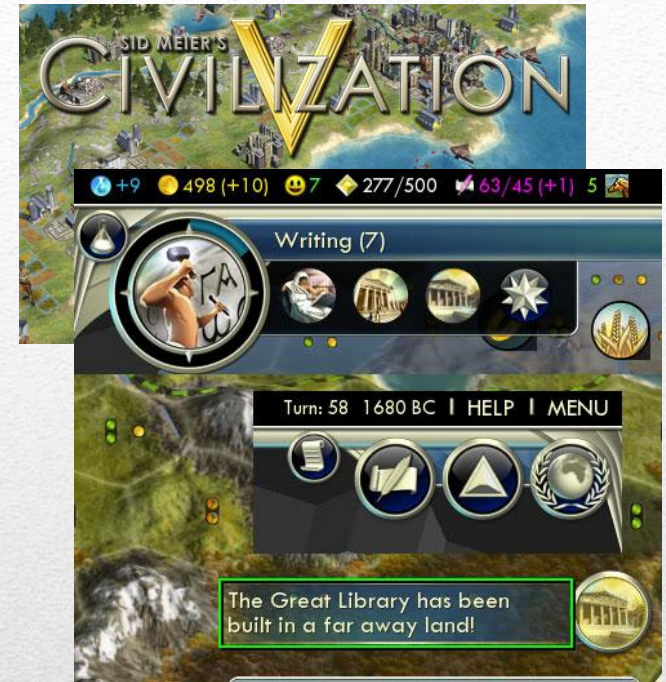 SID MEIER'S
CIVILIZATION V
+9 498 (+10) 7 277/500 63/45 (+1) 5
Writing (7)
Turn: 58 1680 BC | HELP | MENU
The Great Library has been
built in a far away land!